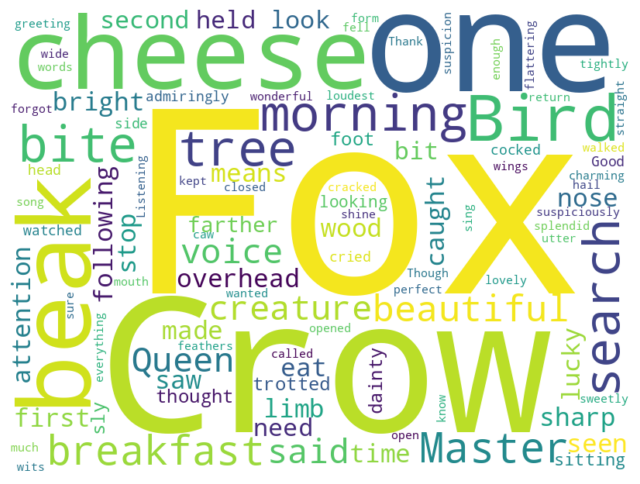 greeting
wide
words
second
held
look
form
fell
Thank
suspicion
enough
flattering
tightly
cheese
one
forgot
bright
admiringly
wonderful
loudest
return
straight
morning
Bird
bite
side
tree
foot
bit
cocked
walked
wings
Good
charming
hail
head
song
Listening
kept
closed
means
Fox
cracked
looking
shine
wood
cried
caught
sing
nose
suspiciously
splendid
utter
watched
following
stop
caw
farther
voice
mouth
wanted
overhead
Though
perfect
lovely
search
beak
attention
sure
everything
creature
beautiful
made
opened
Queen
feathers
called
eat
Crow
saw
trotted
thought
dainty
lucky
sweetly
first
sly
limb
need
open
know
sharp
much
wits
breakfast
said
time
Master
seen
sitting